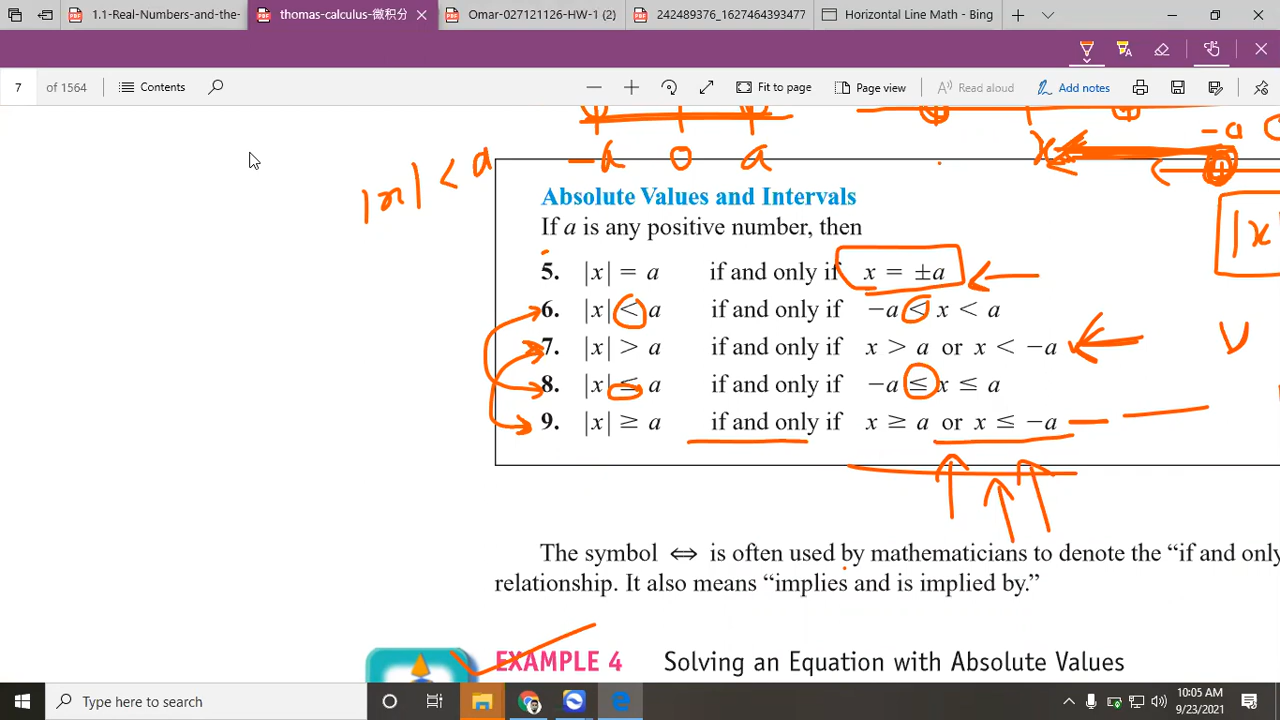 1.1-Real-Numbers-and-the- thomas-calculus-微积分 Omar-027121126-HW-1 (2) 242489376_1627464303477 Horizontal Line Math - Bing
7 of 1564 Contents Fit to page Page view Read aloud Add notes
-a 0 a x -a
|x| < a
Absolute Values and Intervals
If a is any positive number, then
|x|
5. |x| = a if and only if x = ±a
6. |x| < a if and only if −a < x < a
7. |x| > a if and only if x > a or x < −a
8. |x| ≤ a if and only if −a ≤ x ≤ a
9. |x| ≥ a if and only if x ≥ a or x ≤ −a
The symbol ⇔ is often used by mathematicians to denote the “if and only
relationship. It also means “implies and is implied by.”
EXAMPLE 4 Solving an Equation with Absolute Values
Type here to search
10:05 AM
9/23/2021